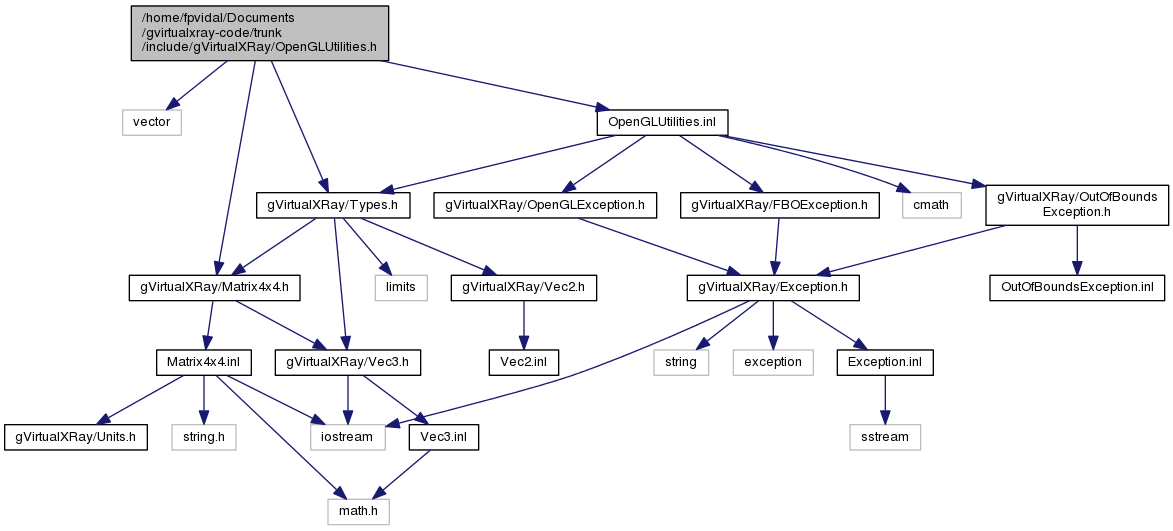 /home/fpvidal/Documents
/gvirtualxray-code/trunk
/include/gVirtualXRay/OpenGLUtilities.h
vector
OpenGLUtilities.inl
gVirtualXRay/Types.h
gVirtualXRay/OpenGLException.h
gVirtualXRay/FBOException.h
cmath
gVirtualXRay/OutOfBounds
Exception.h
gVirtualXRay/Matrix4x4.h
limits
gVirtualXRay/Vec2.h
gVirtualXRay/Exception.h
OutOfBoundsException.inl
Matrix4x4.inl
gVirtualXRay/Vec3.h
Vec2.inl
string
exception
Exception.inl
gVirtualXRay/Units.h
string.h
iostream
Vec3.inl
sstream
math.h